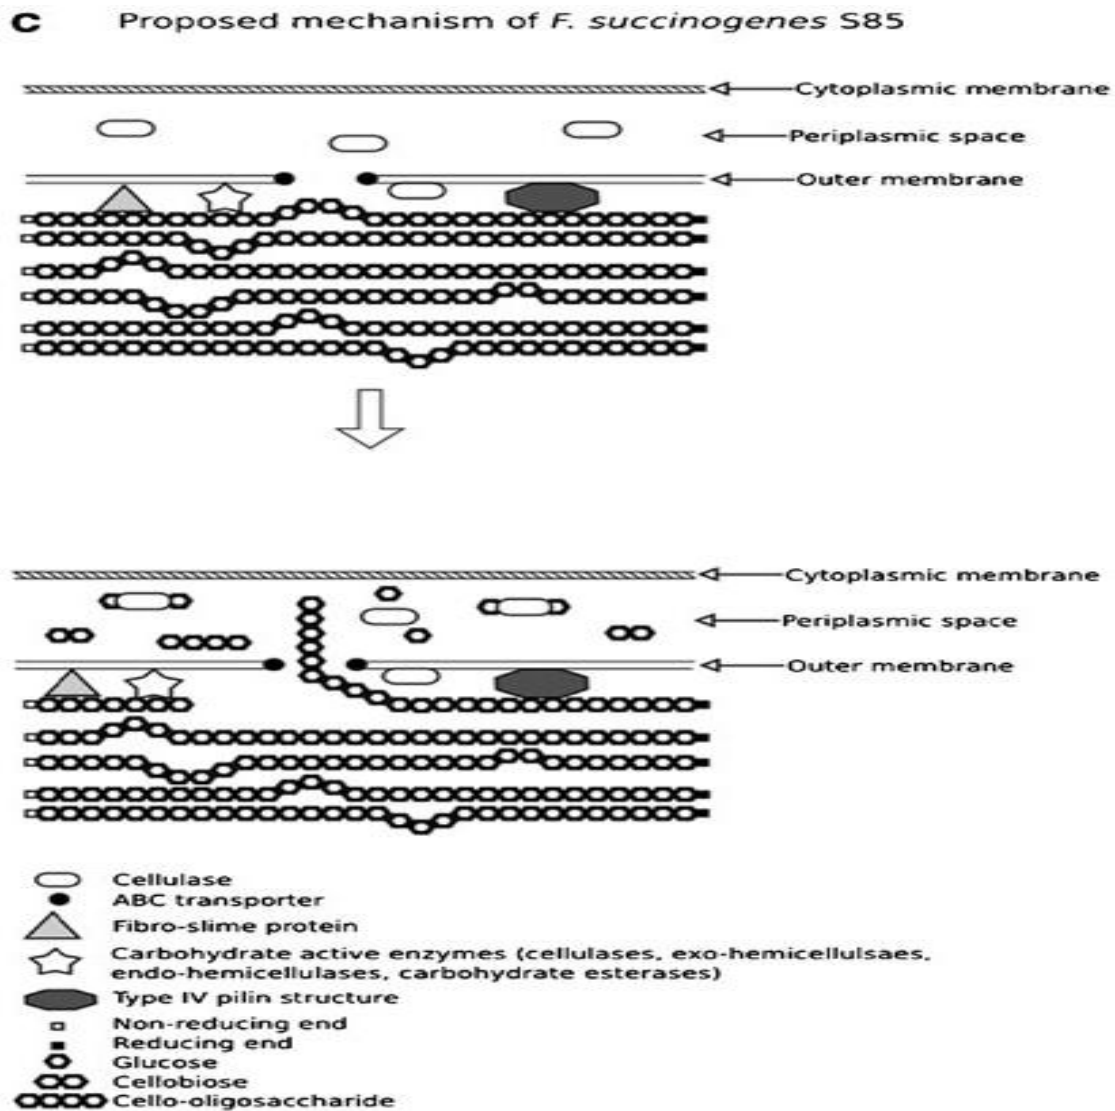 C Proposed mechanism of F. succinogenes S85
Cytoplasmic membrane
Periplasmic space
Outer membrane
Cytoplasmic membrane
Periplasmic space
Outer membrane
Cellulase
ABC transporter
Fibro-slime protein
Carbohydrate active enzymes (cellulases, exo-hemicellulsaes,
endo-hemicellulases, carbohydrate esterases)
Type IV pilin structure
Non-reducing end
Reducing end
Glucose
Cellobiose
Cello-oligosaccharide